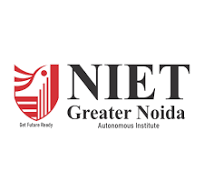 NIET
Greater Noida
Get Future Ready
Autonomous Institute